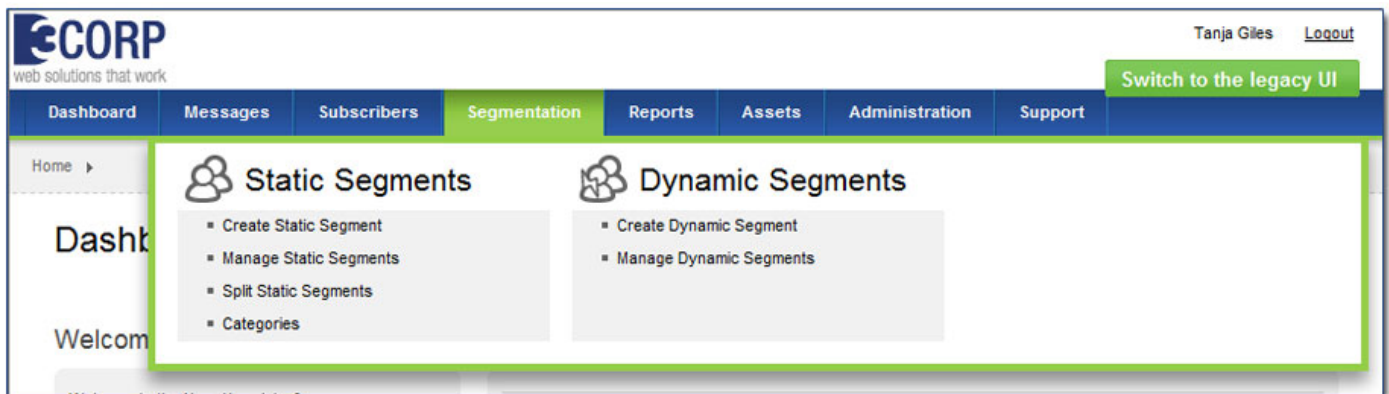 3CORP
web solutions that work
Tanja Giles Logout
Switch to the legacy UI
Dashboard Messages Subscribers Segmentation Reports Assets Administration Support
Home
Static Segments
Create Static Segment
Manage Static Segments
Split Static Segments
Categories
Dynamic Segments
Create Dynamic Segment
Manage Dynamic Segments
Dashb
Welcom